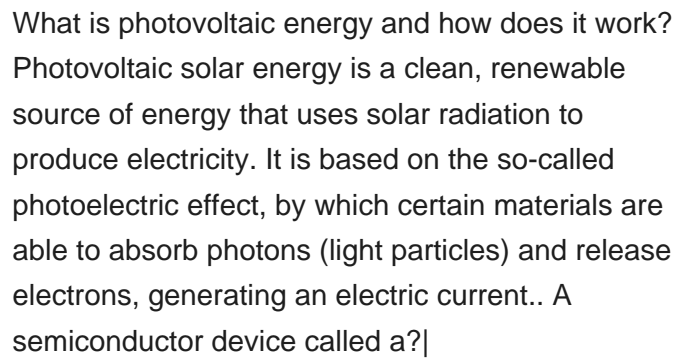 What is photovoltaic energy and how does it work?
Photovoltaic solar energy is a clean, renewable
source of energy that uses solar radiation to
produce electricity. It is based on the so-called
photoelectric effect, by which certain materials are
able to absorb photons (light particles) and release
electrons, generating an electric current.. A
semiconductor device called a?|